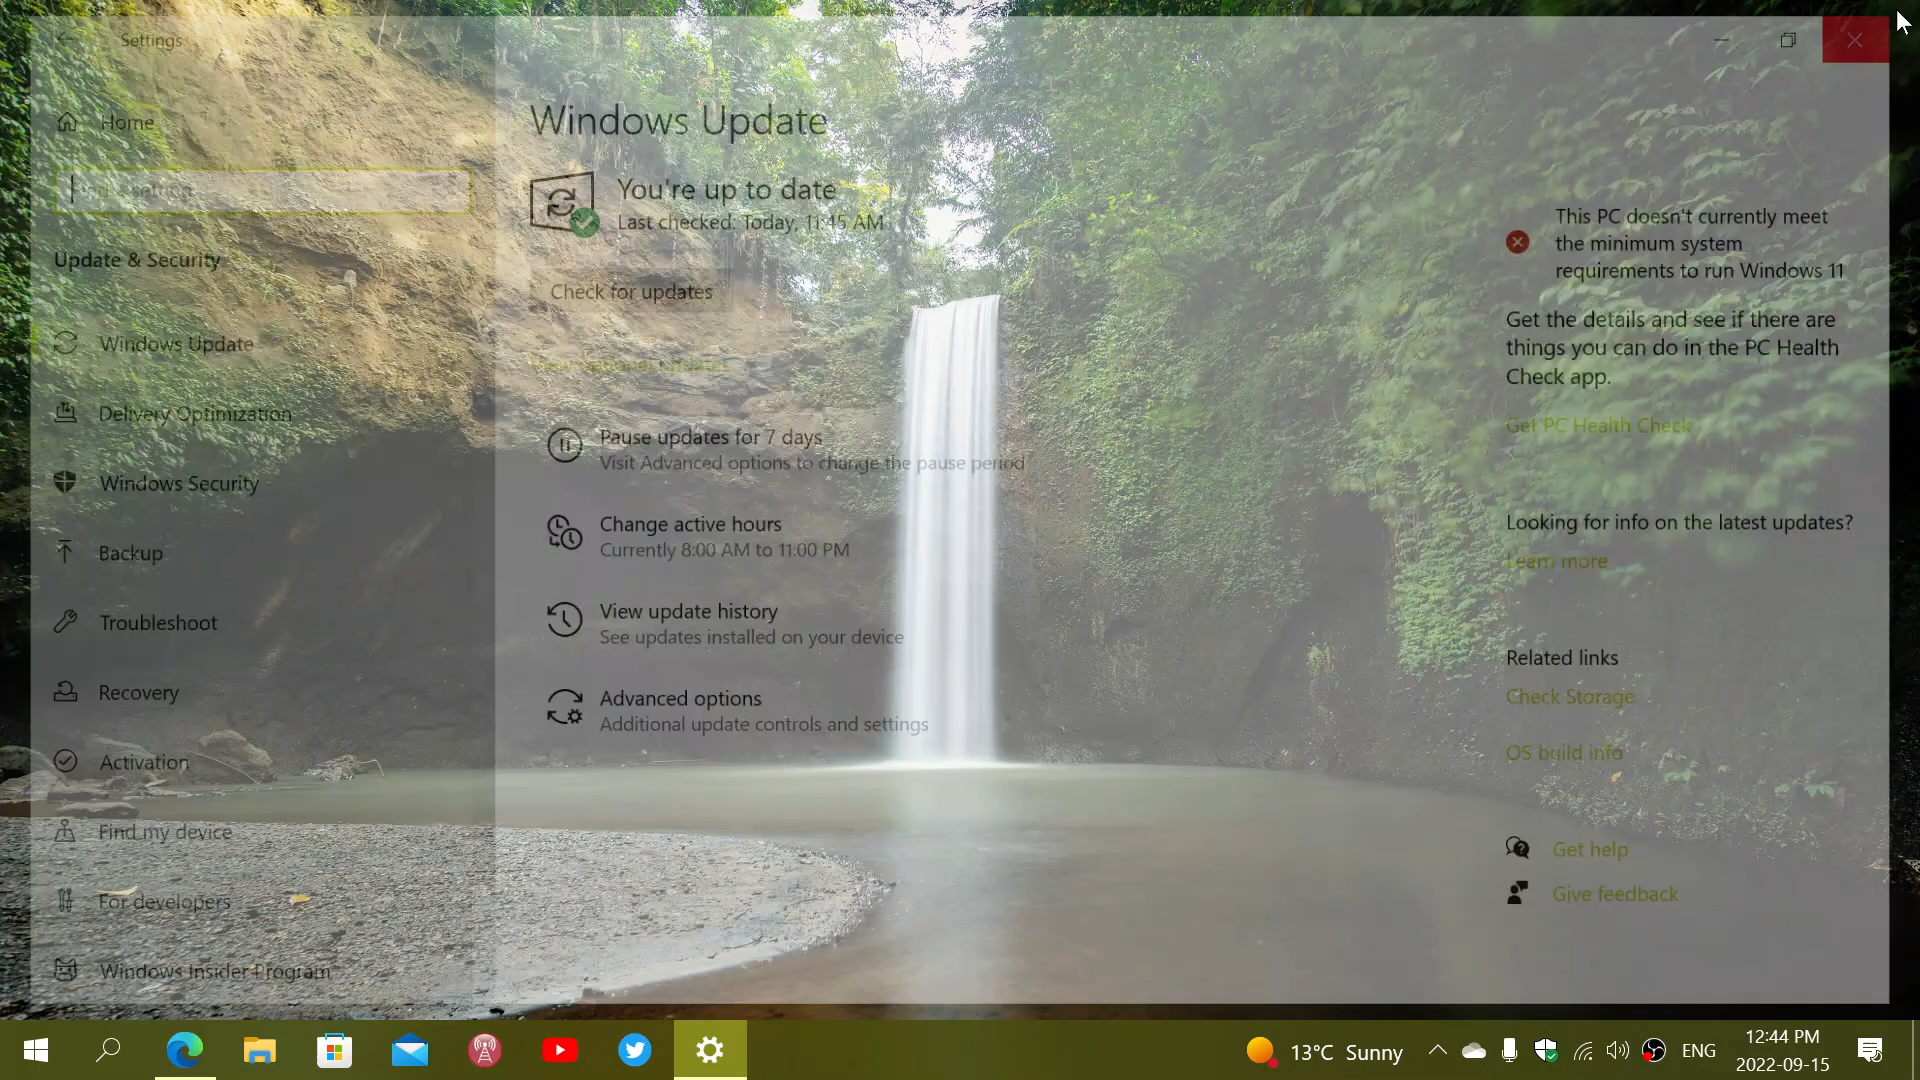 Settings
Home
Find a setting
Update & Security
Windows Update
Delivery Optimization
Windows Security
Backup
Troubleshoot
Recovery
Activation
Find my device
For developers
Windows Insider Program
Windows Update
You're up to date
Last checked: Today, 11:45 AM
Check for updates
View optional updates
Pause updates for 7 days
Visit Advanced options to change the pause period
Change active hours
Currently 8:00 AM to 11:00 PM
View update history
See updates installed on your device
Advanced options
Additional update controls and settings
This PC doesn't currently meet
the minimum system
requirements to run Windows 11
Get the details and see if there are
things you can do in the PC Health
Check app.
Get PC Health Check
Looking for info on the latest updates?
Learn more
Related links
Check Storage
OS build info
Get help
Give feedback
13°C Sunny
ENG
12:44 PM
2022-09-15